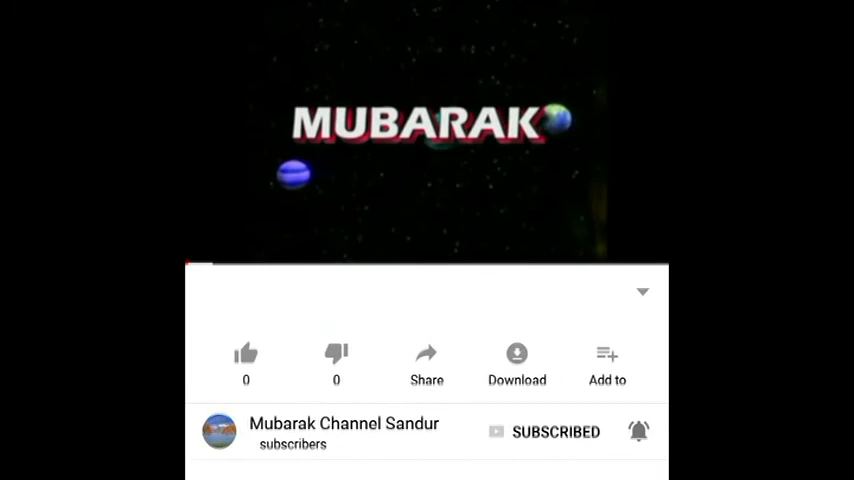 MUBARAK
0
0
Share
Download
Add to
Mubarak Channel Sandur
SUBSCRIBED
subscribers